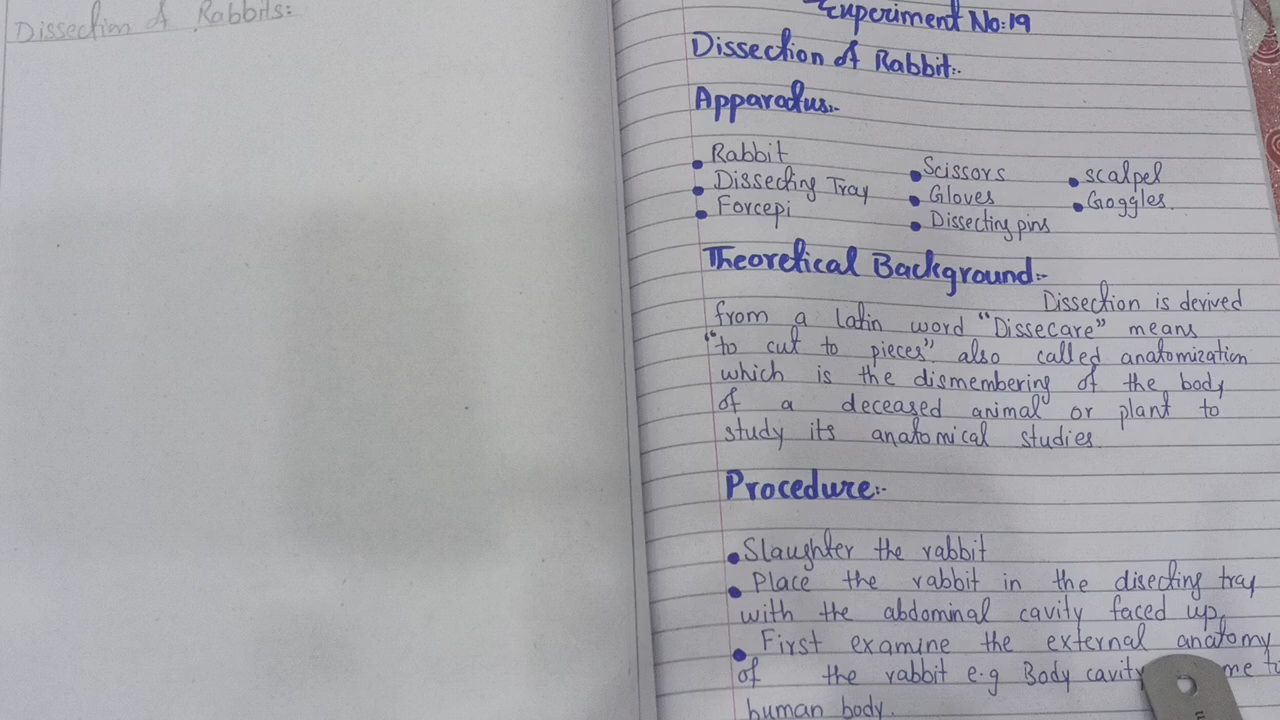 Dissection of Rabbits:
Experiment No:19
Dissection of Rabbit:-
Apparatus:-
• Rabbit
• Dissecting Tray
• Forcepi
• Scissors
• Gloves
• Dissecting pins
• scalpel
• Goggles.
Theoretical Background:-
Dissection is derived
from a latin word "Dissecare" means
"to cut to pieces" also called anatomization
which is the dismembering of the body
of a deceased animal or plant to
study its anatomical studies
Procedure:-
• Slaughter the rabbit
• Place the rabbit in the disecting tray
with the abdominal cavity faced up,
• First examine the external anatomy
of the rabbit e.g Body cavity
human body.